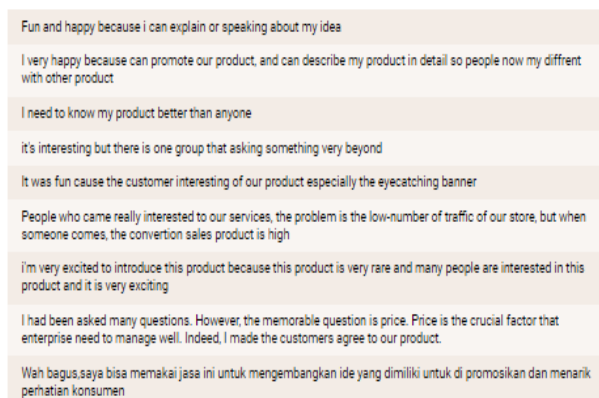 Fun and happy because i can explain or speaking about my idea
I very happy because can promote our product, and can describe my product in detail so people now my diffrent
with other product
I need to know my product better than anyone
it's interesting but there is one group that asking something very beyond
It was fun cause the customer interesting of our product especially the eyecatching banner
People who came really interested to our services, the problem is the low-number of traffic of our store, but when
someone comes, the convertion sales product is high
i'm very excited to introduce this product because this product is very rare and many people are interested in this
product and it is very exciting
I had been asked many questions. However, the memorable question is price. Price is the crucial factor that
enterprise need to manage well. Indeed, I made the customers agree to our product.
Wah bagus,saya bisa memakai jasa ini untuk mengembangkan ide yang dimiliki untuk di promosikan dan menarik
perhatian konsumen